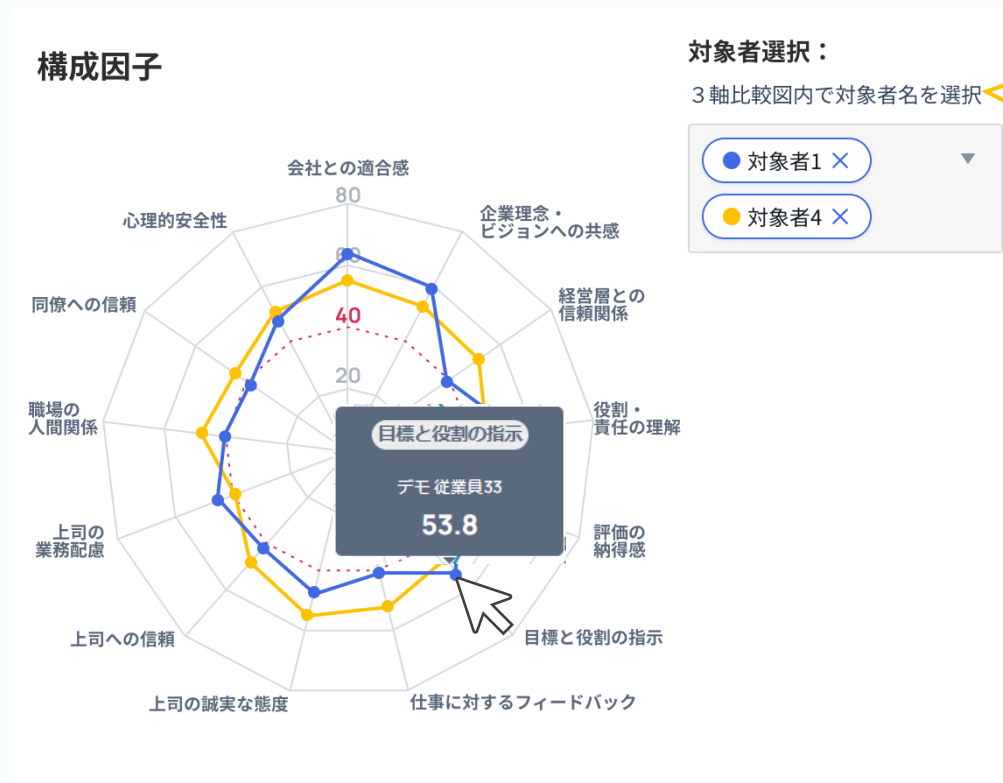 構成因子
対象者選択：
３軸比較図内で対象者名を選択
対象者1
対象者4
会社との適合感
80
60
40
20
企業理念・
ビジョンへの共感
経営層との
信頼関係
役割・
責任の理解
評価の
納得感
目標と役割の指示
仕事に対するフィードバック
上司の誠実な態度
上司への信頼
上司の
業務配慮
職場の
人間関係
同僚への信頼
心理的安全性
目標と役割の指示
デモ 従業員33
53.8